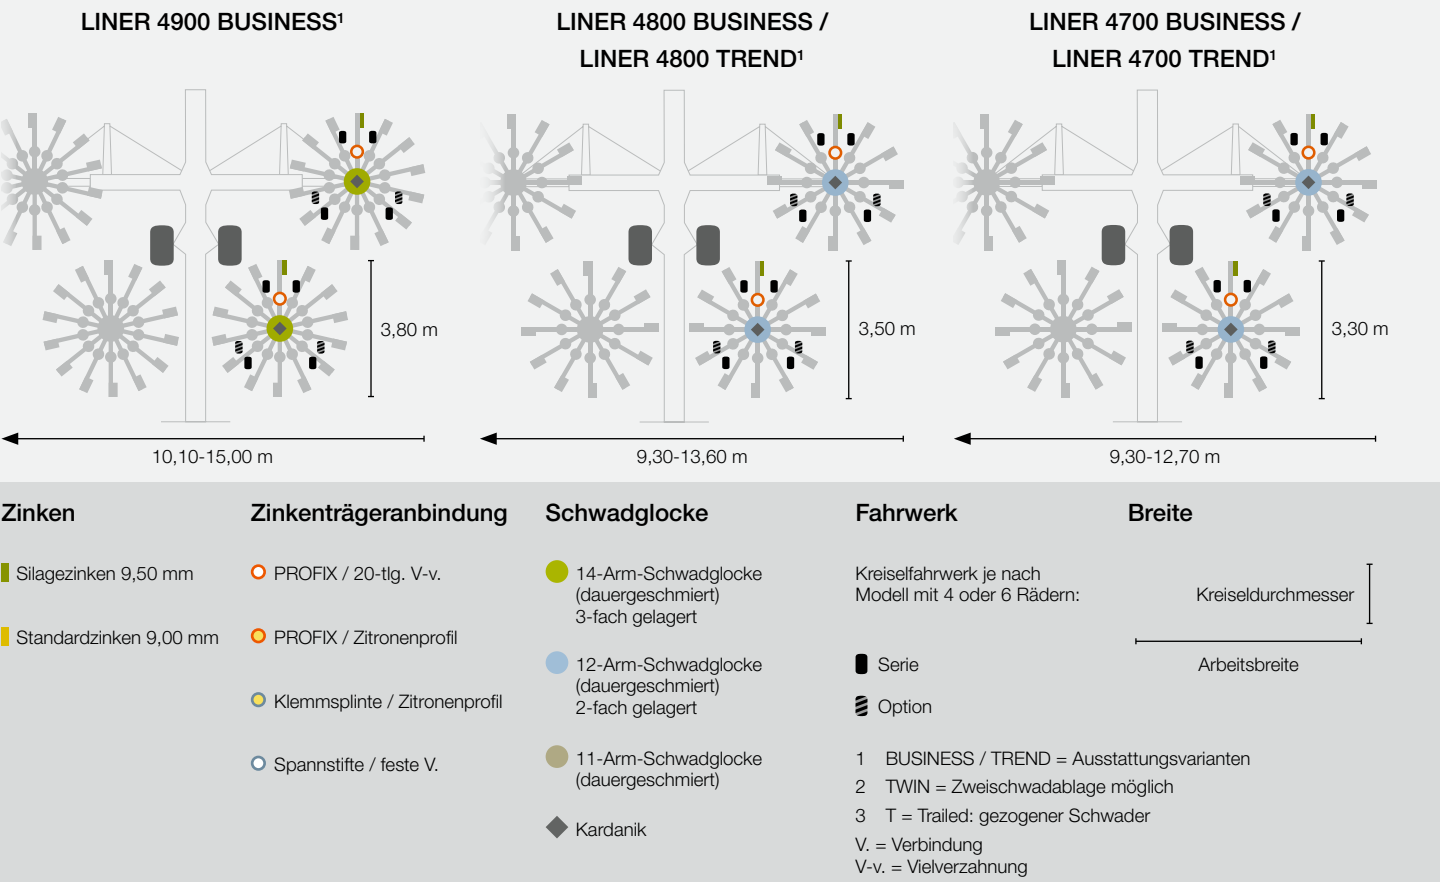 LINER 4900 BUSINESS¹
LINER 4800 BUSINESS /
LINER 4800 TREND¹
LINER 4700 BUSINESS /
LINER 4700 TREND¹
3,80 m
3,50 m
3,30 m
10,10-15,00 m
9,30-13,60 m
9,30-12,70 m
Zinken
Silagezinken 9,50 mm
Standardzinken 9,00 mm
Zinkenträgeranbindung
PROFIX / 20-tlg. V-v.
PROFIX / Zitronenprofil
Klemmsplinte / Zitronenprofil
Spannstifte / feste V.
Schwadglocke
14-Arm-Schwadglocke
(dauergeschmiert)
3-fach gelagert
12-Arm-Schwadglocke
(dauergeschmiert)
2-fach gelagert
11-Arm-Schwadglocke
(dauergeschmiert)
Kardanik
Fahrwerk
Kreiselfahrwerk je nach
Modell mit 4 oder 6 Rädern:
Serie
Option
1 BUSINESS / TREND = Ausstattungsvarianten
2 TWIN = Zweischwadablage möglich
3 T = Trailed: gezogener Schwader
V. = Verbindung
V-v. = Vielverzahnung
Breite
Kreiseldurchmesser
Arbeitsbreite